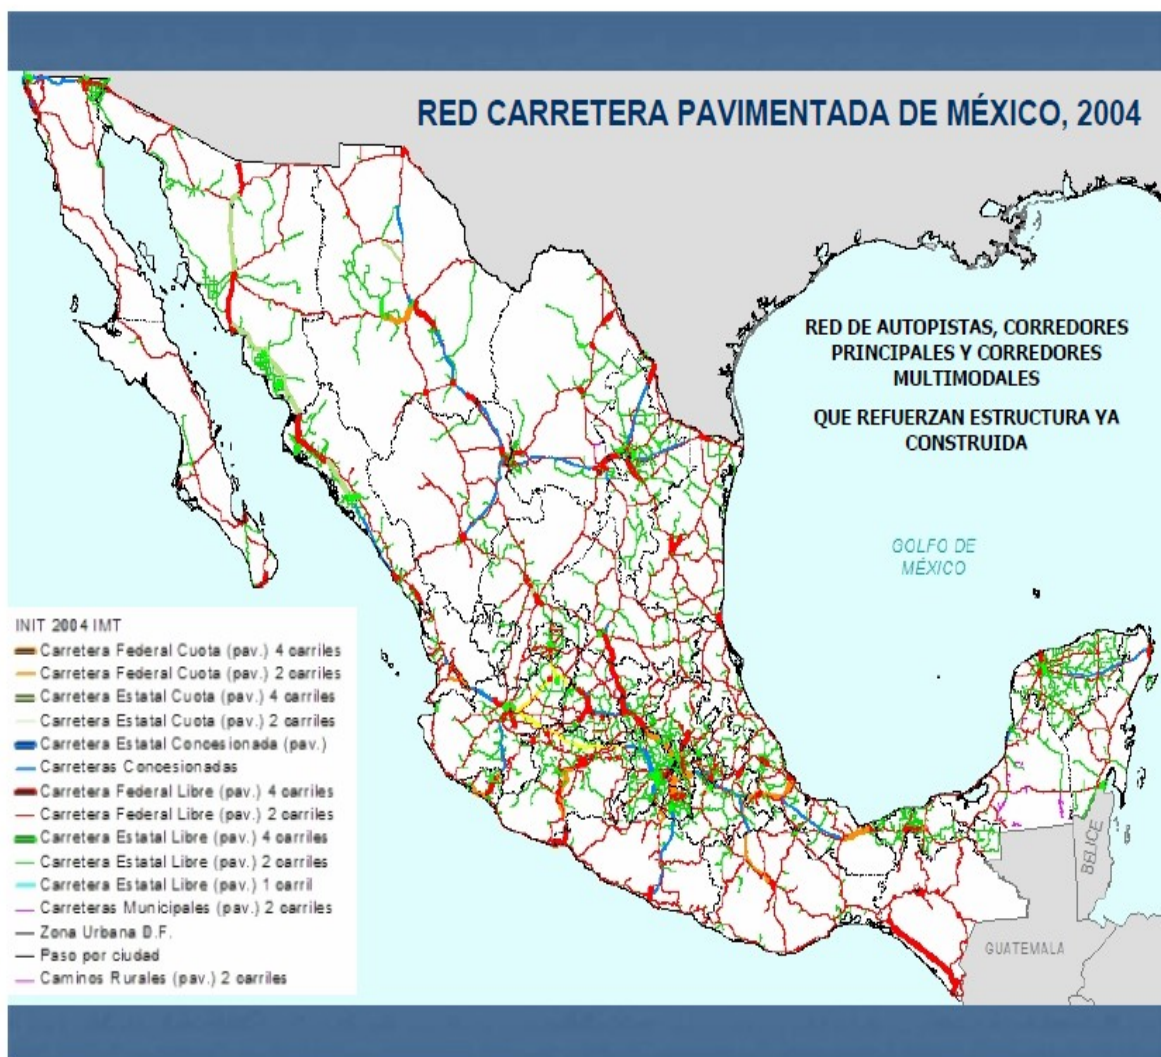 RED CARRETERA PAVIMENTADA DE MÉXICO, 2004
RED DE AUTOPISTAS, CORREDORES
PRINCIPALES Y CORREDORES
MULTIMODALES
QUE REFUERZAN ESTRUCTURA YA
CONSTRUIDA
GOLFO DE
MÉXICO
INIT 2004 IMT
Carretera Federal Cuota (pav.) 4 carriles
Carretera Federal Cuota (pav.) 2 carriles
Carretera Estatal Cuota (pav.) 4 carriles
Carretera Estatal Cuota (pav.) 2 carriles
Carretera Estatal Concesionada (pav.)
Carreteras Concesionadas
Carretera Federal Libre (pav.) 4 carriles
Carretera Federal Libre (pav.) 2 carriles
Carretera Estatal Libre (pav.) 4 carriles
Carretera Estatal Libre (pav.) 2 carriles
Carretera Estatal Libre (pav.) 1 carril
Carreteras Municipales (pav.) 2 carriles
Zona Urbana D.F.
Paso por ciudad
Caminos Rurales (pav.) 2 carriles
BELICE
GUATEMALA